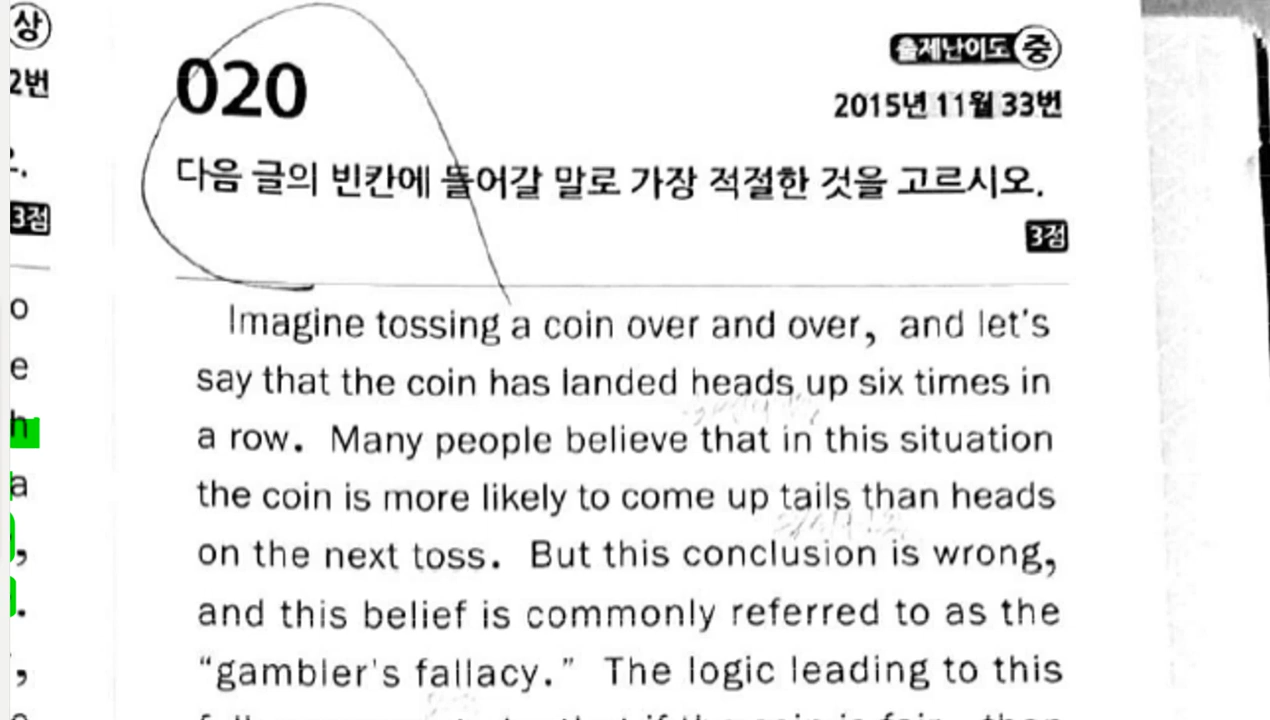 상
2번
3점
o
e
h
a
,
.
,
020
출제난이도 중
2015년 11월 33번
다음 글의 빈칸에 들어갈 말로 가장 적절한 것을 고르시오.
3점
Imagine tossing a coin over and over, and let's
say that the coin has landed heads up six times in
a row. Many people believe that in this situation
the coin is more likely to come up tails than heads
on the next toss. But this conclusion is wrong,
and this belief is commonly referred to as the
"gambler's fallacy." The logic leading to this